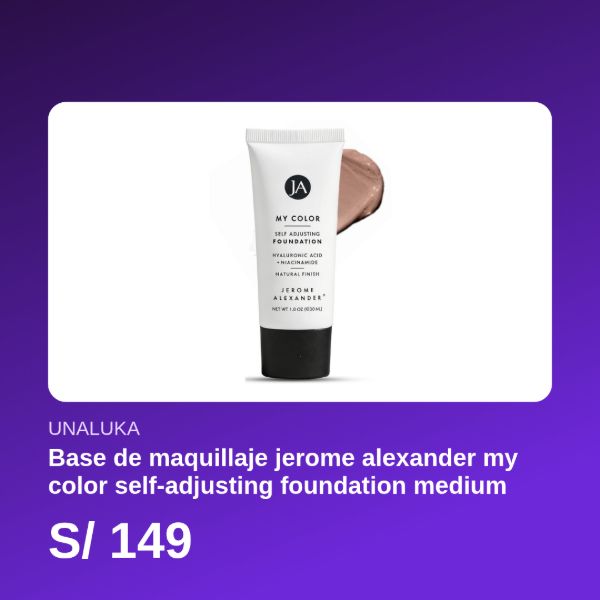 JA
MY COLOR
SELF ADJUSTING
FOUNDATION
HYALURONIC ACID
+ NIACINAMIDE
NATURAL FINISH
JEROME
ALEXANDER
UNALUKA
Base de maquillaje jerome alexander my
color self-adjusting foundation medium
S/ 149